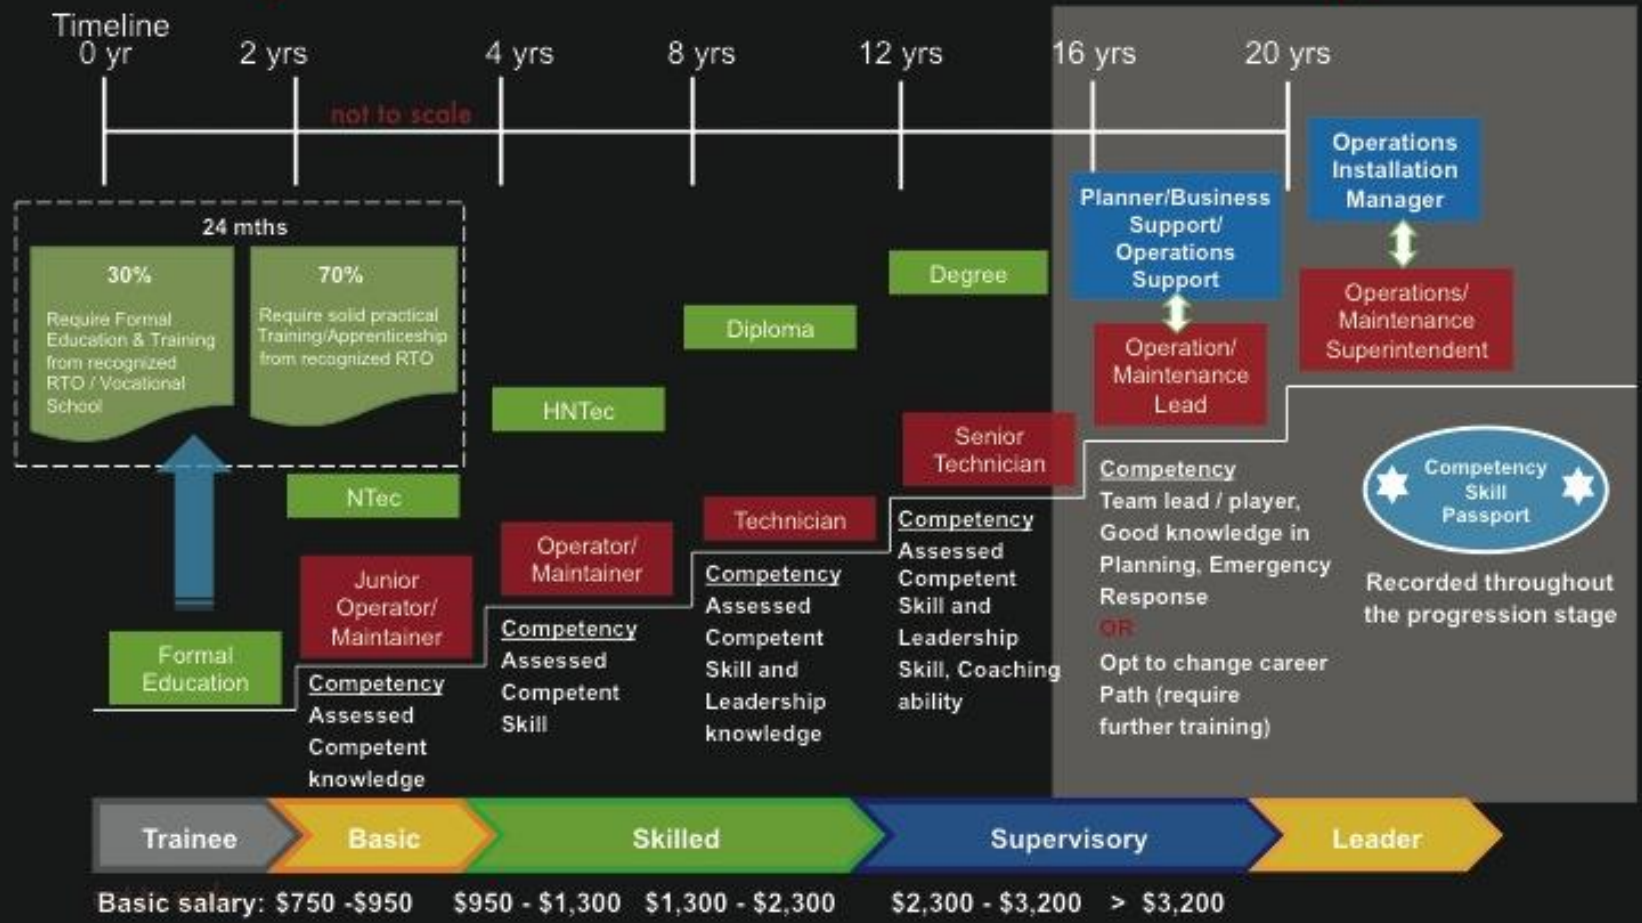 Timeline
0 yr 2 yrs 4 yrs 8 yrs 12 yrs 16 yrs 20 yrs
not to scale
24 mths
30%
Require Formal
Education & Training
from recognized
RTO / Vocational
School
70%
Require solid practical
Training/Apprenticeship
from recognized RTO
Formal
Education
NTec
HNTec
Diploma
Degree
Junior
Operator/
Maintainer
Operator/
Maintainer
Technician
Senior
Technician
Planner/Business
Support/
Operations
Support
Operation/
Maintenance
Lead
Operations
Installation
Manager
Operations/
Maintenance
Superintendent
Competency
Assessed
Competent
knowledge
Competency
Assessed
Competent
Skill
Competency
Assessed
Competent
Skill and
Leadership
knowledge
Competency
Assessed
Competent
Skill and
Leadership
Skill, Coaching
ability
Competency
Team lead / player,
Good knowledge in
Planning, Emergency
Response
OR
Opt to change career
Path (require
further training)
Competency
Skill
Passport
Recorded throughout
the progression stage
Trainee Basic Skilled Supervisory Leader
Basic salary: $750 -$950 $950 - $1,300 $1,300 - $2,300 $2,300 - $3,200 > $3,200